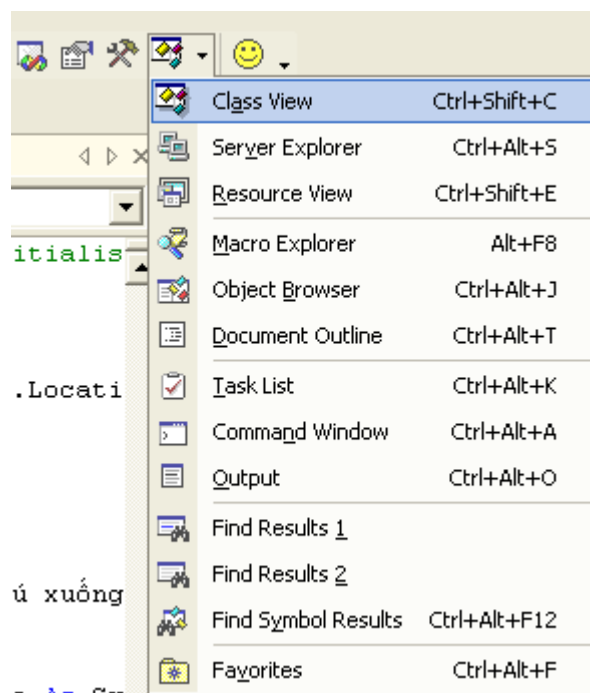 Class View Ctrl+Shift+C
Server Explorer Ctrl+Alt+S
Resource View Ctrl+Shift+E
itialis
Macro Explorer Alt+F8
Object Browser Ctrl+Alt+J
Document Outline Ctrl+Alt+T
.Locati
Task List Ctrl+Alt+K
Command Window Ctrl+Alt+A
Output Ctrl+Alt+O
Find Results 1
Find Results 2
ú xuống
Find Symbol Results Ctrl+Alt+F12
Favorites Ctrl+Alt+F